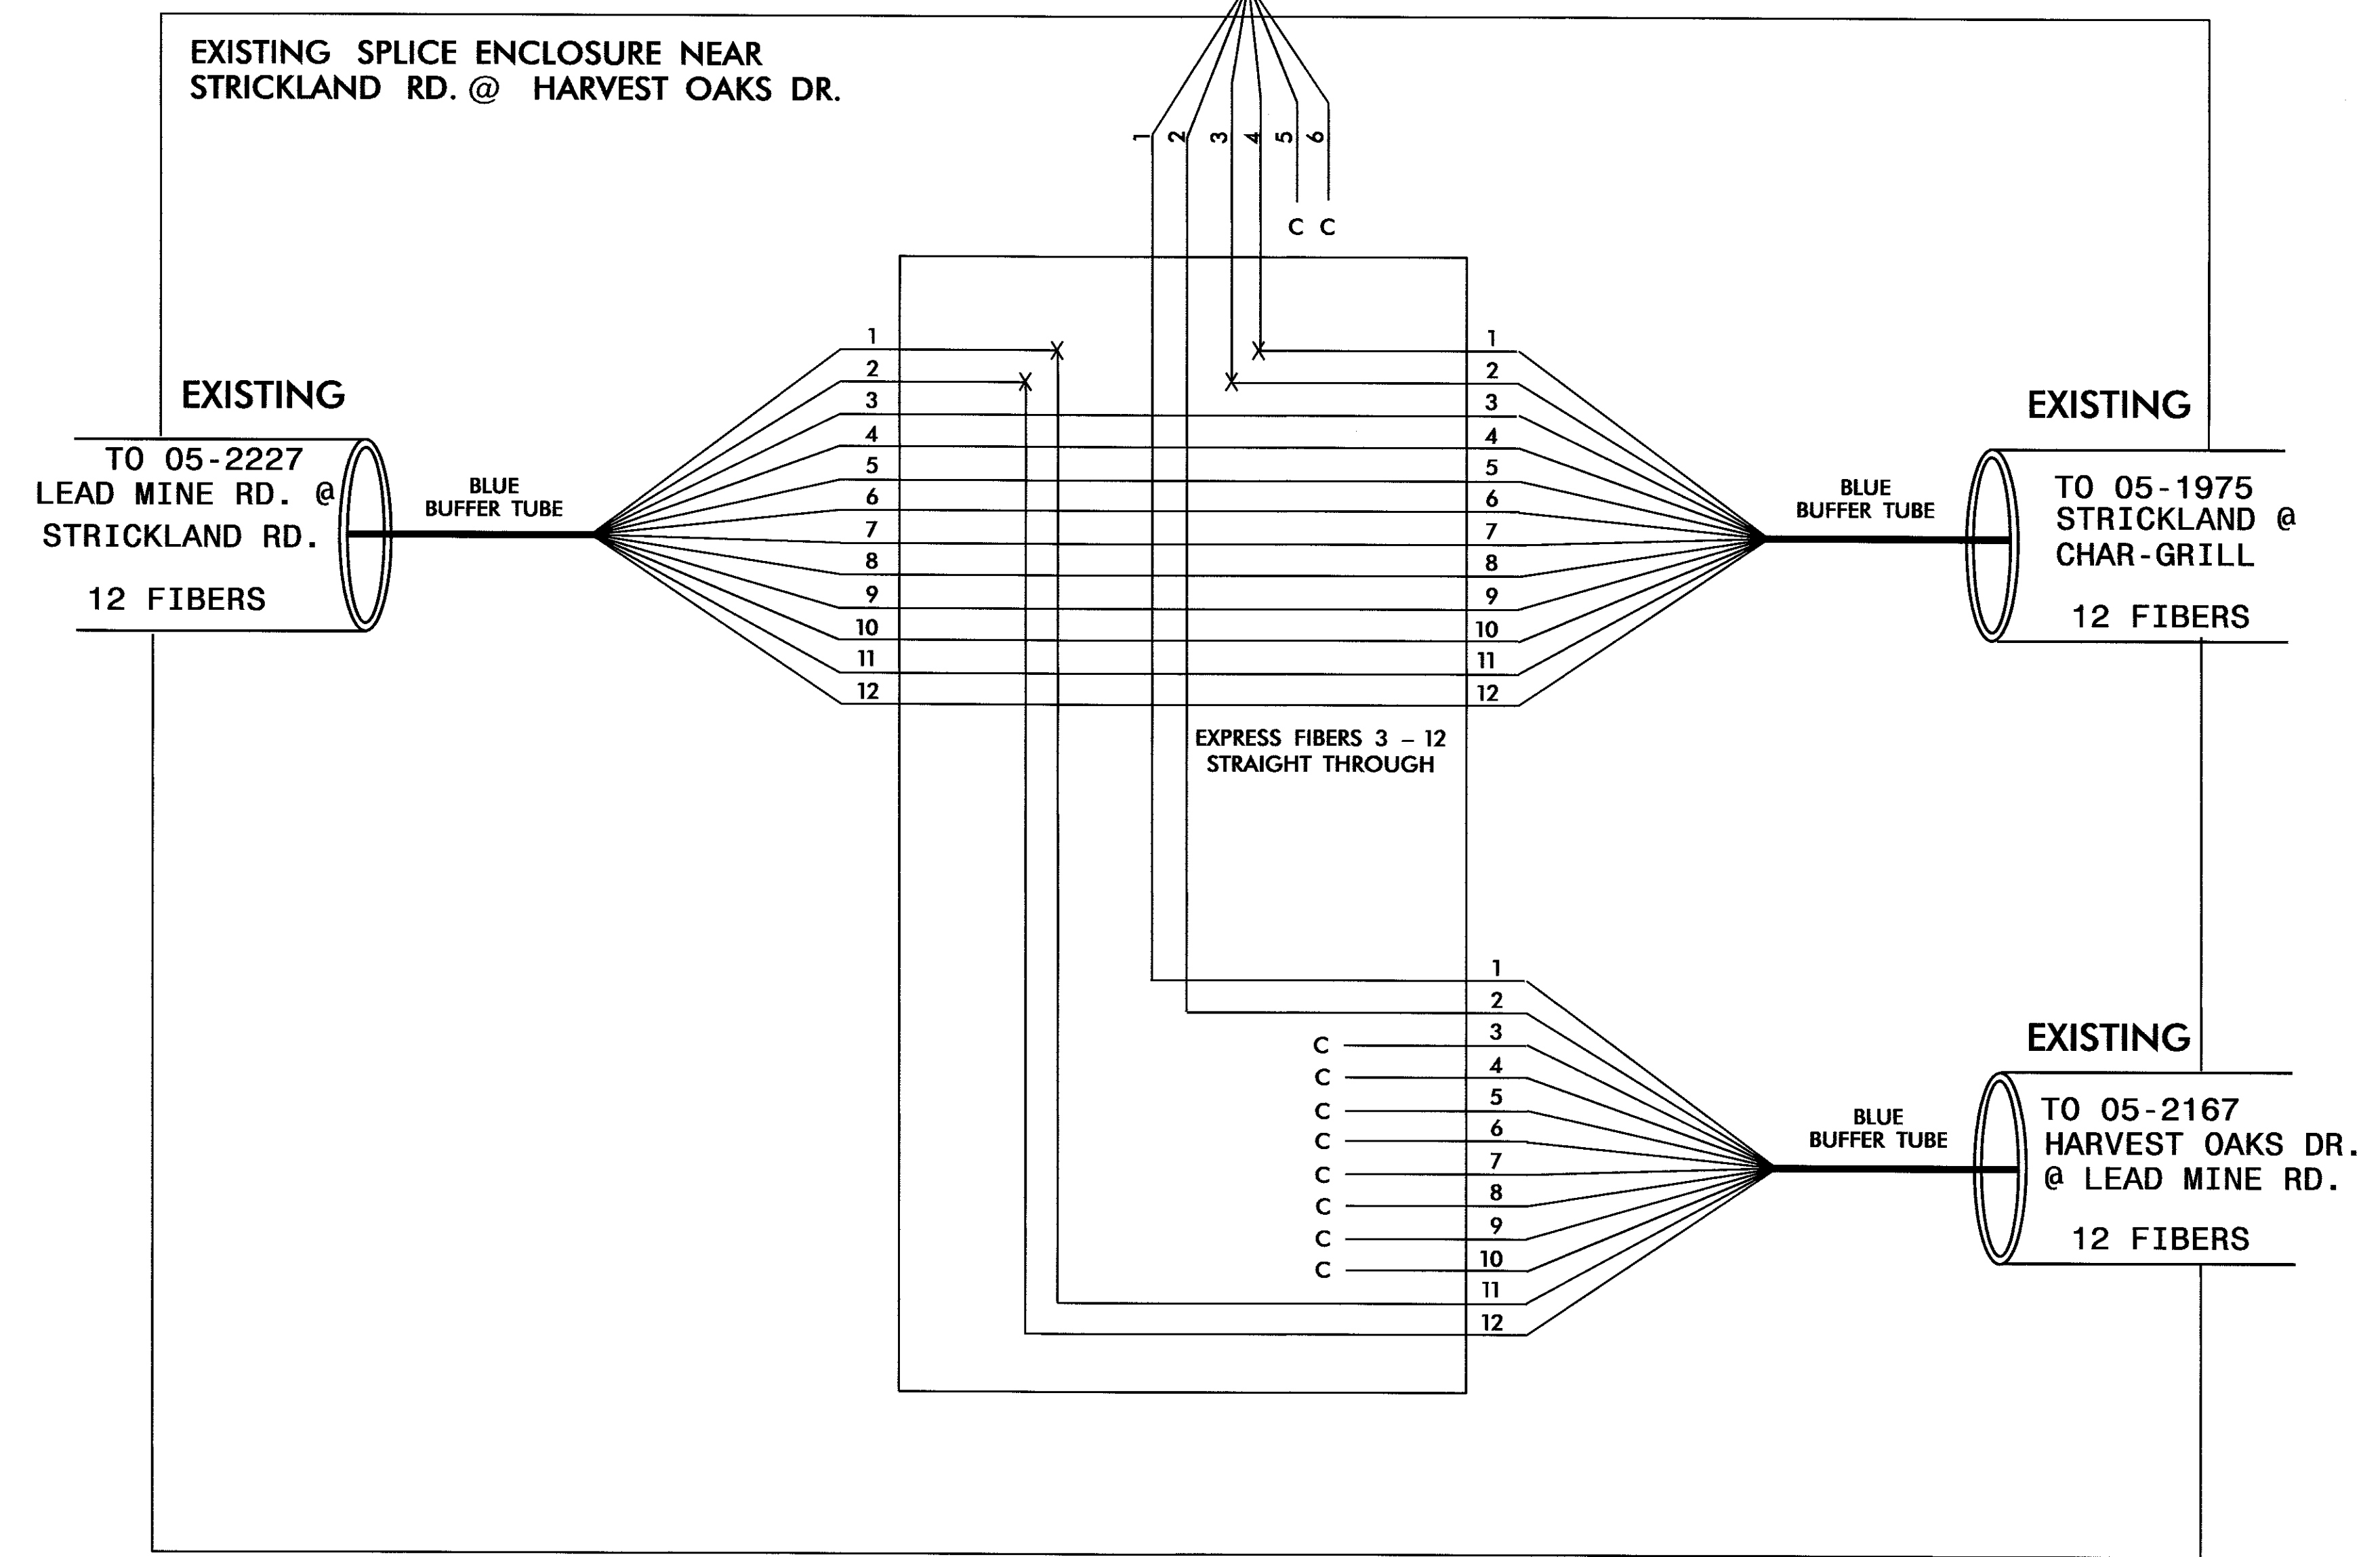 EXISTING SPLICE ENCLOSURE NEAR
STRICKLAND RD. @ HARVEST OAKS DR.
1 2 3 4 5 6
C C
EXISTING
TO 05-2227
LEAD MINE RD. @
STRICKLAND RD.
12 FIBERS
BLUE
BUFFER TUBE
1
2
3
4
5
6
7
8
9
10
11
12
X
X
X
X
1
2
3
4
5
6
7
8
9
10
11
12
BLUE
BUFFER TUBE
EXISTING
TO 05-1975
STRICKLAND @
CHAR-GRILL
12 FIBERS
EXPRESS FIBERS 3 – 12
STRAIGHT THROUGH
1
2
C 3
C 4
C 5
C 6
C 7
C 8
C 9
C 10
11
12
BLUE
BUFFER TUBE
EXISTING
TO 05-2167
HARVEST OAKS DR.
@ LEAD MINE RD.
12 FIBERS